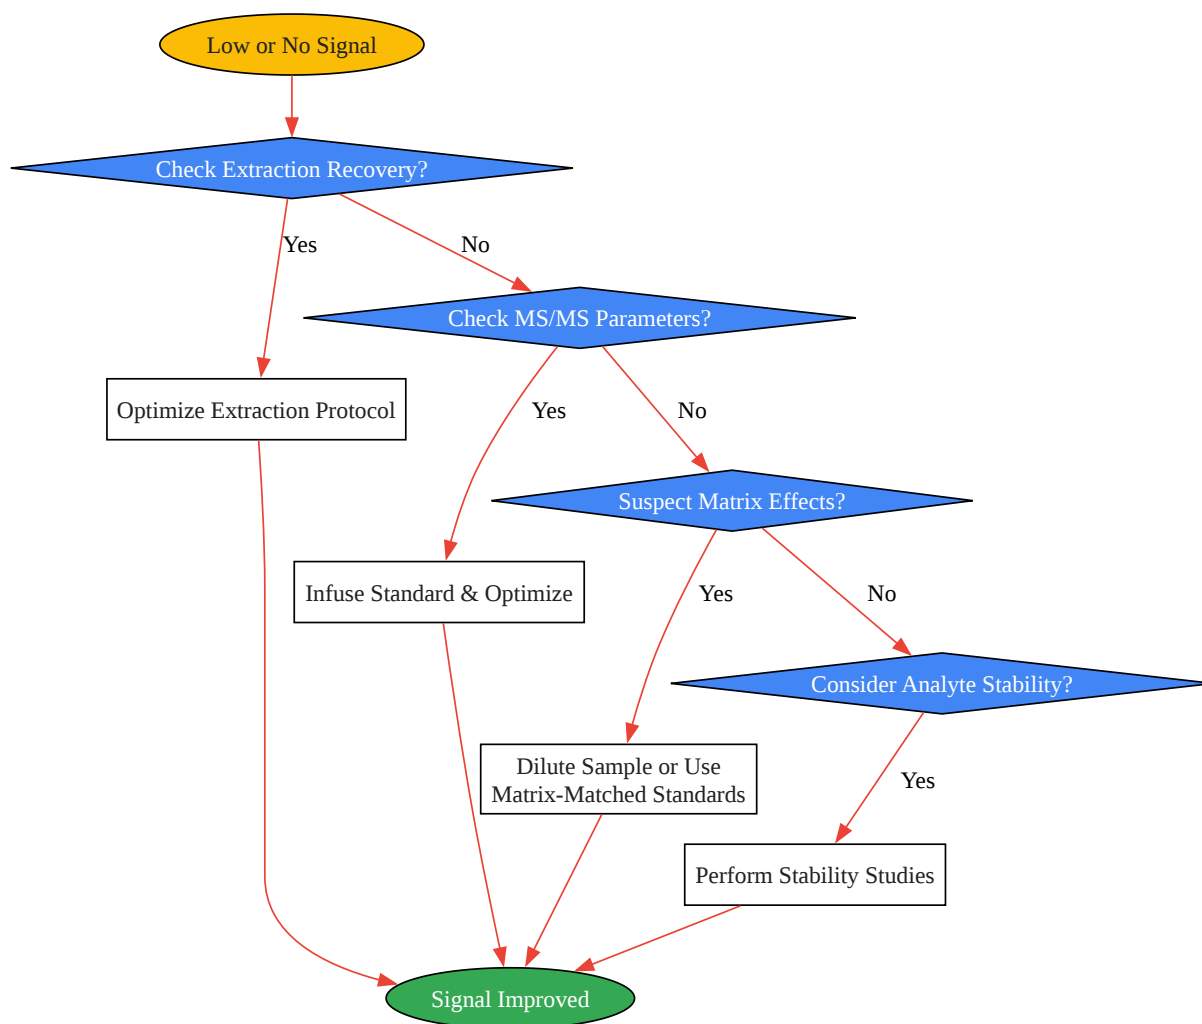 Low or No Signal
Check Extraction Recovery?
Yes
No
Check MS/MS Parameters?
Optimize Extraction Protocol
Yes
No
Suspect Matrix Effects?
Infuse Standard & Optimize
Yes
No
Consider Analyte Stability?
Dilute Sample or Use
Matrix-Matched Standards
Yes
Perform Stability Studies
Signal Improved